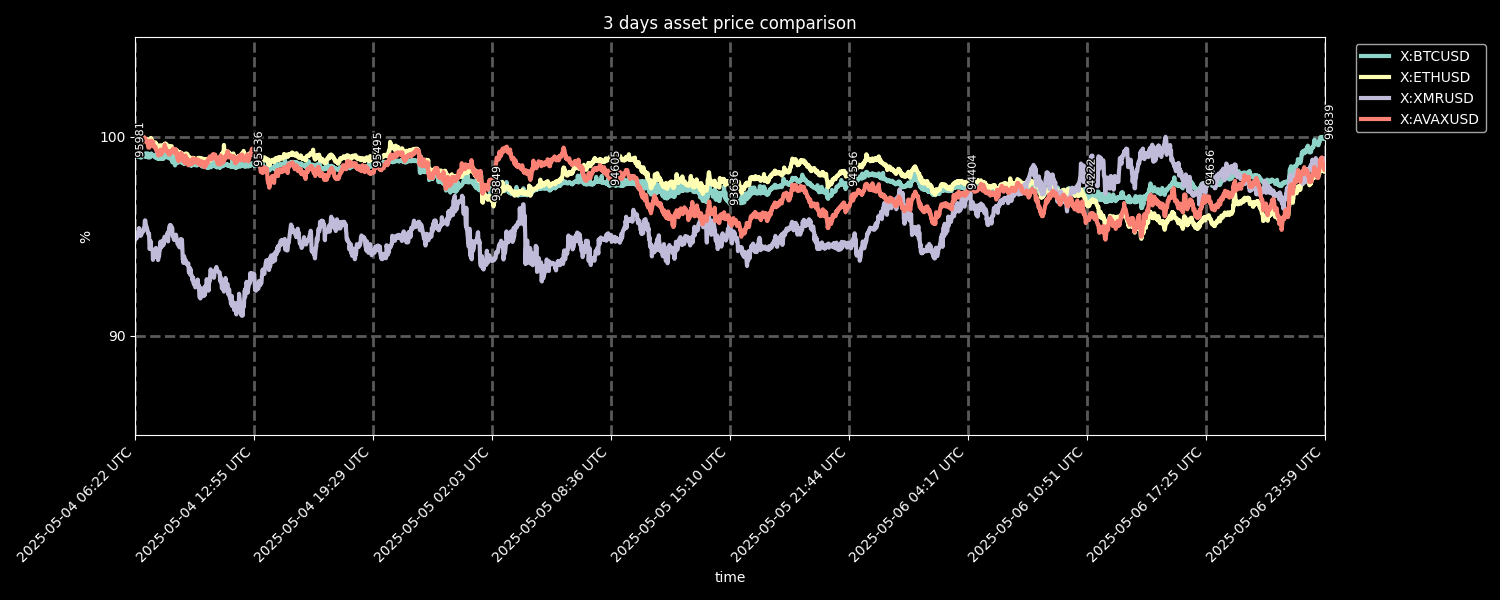 3 days asset price comparison
X:BTCUSD
X:ETHUSD
X:XMRUSD
X:AVAXUSD
%
100
90
95981
95536
95495
93849
94605
93636
94556
94404
94222
94636
96839
2025-05-04 06:22 UTC
2025-05-04 12:55 UTC
2025-05-04 19:29 UTC
2025-05-05 02:03 UTC
2025-05-05 08:36 UTC
2025-05-05 15:10 UTC
2025-05-05 21:44 UTC
2025-05-06 04:17 UTC
2025-05-06 10:51 UTC
2025-05-06 17:25 UTC
2025-05-06 23:59 UTC
time